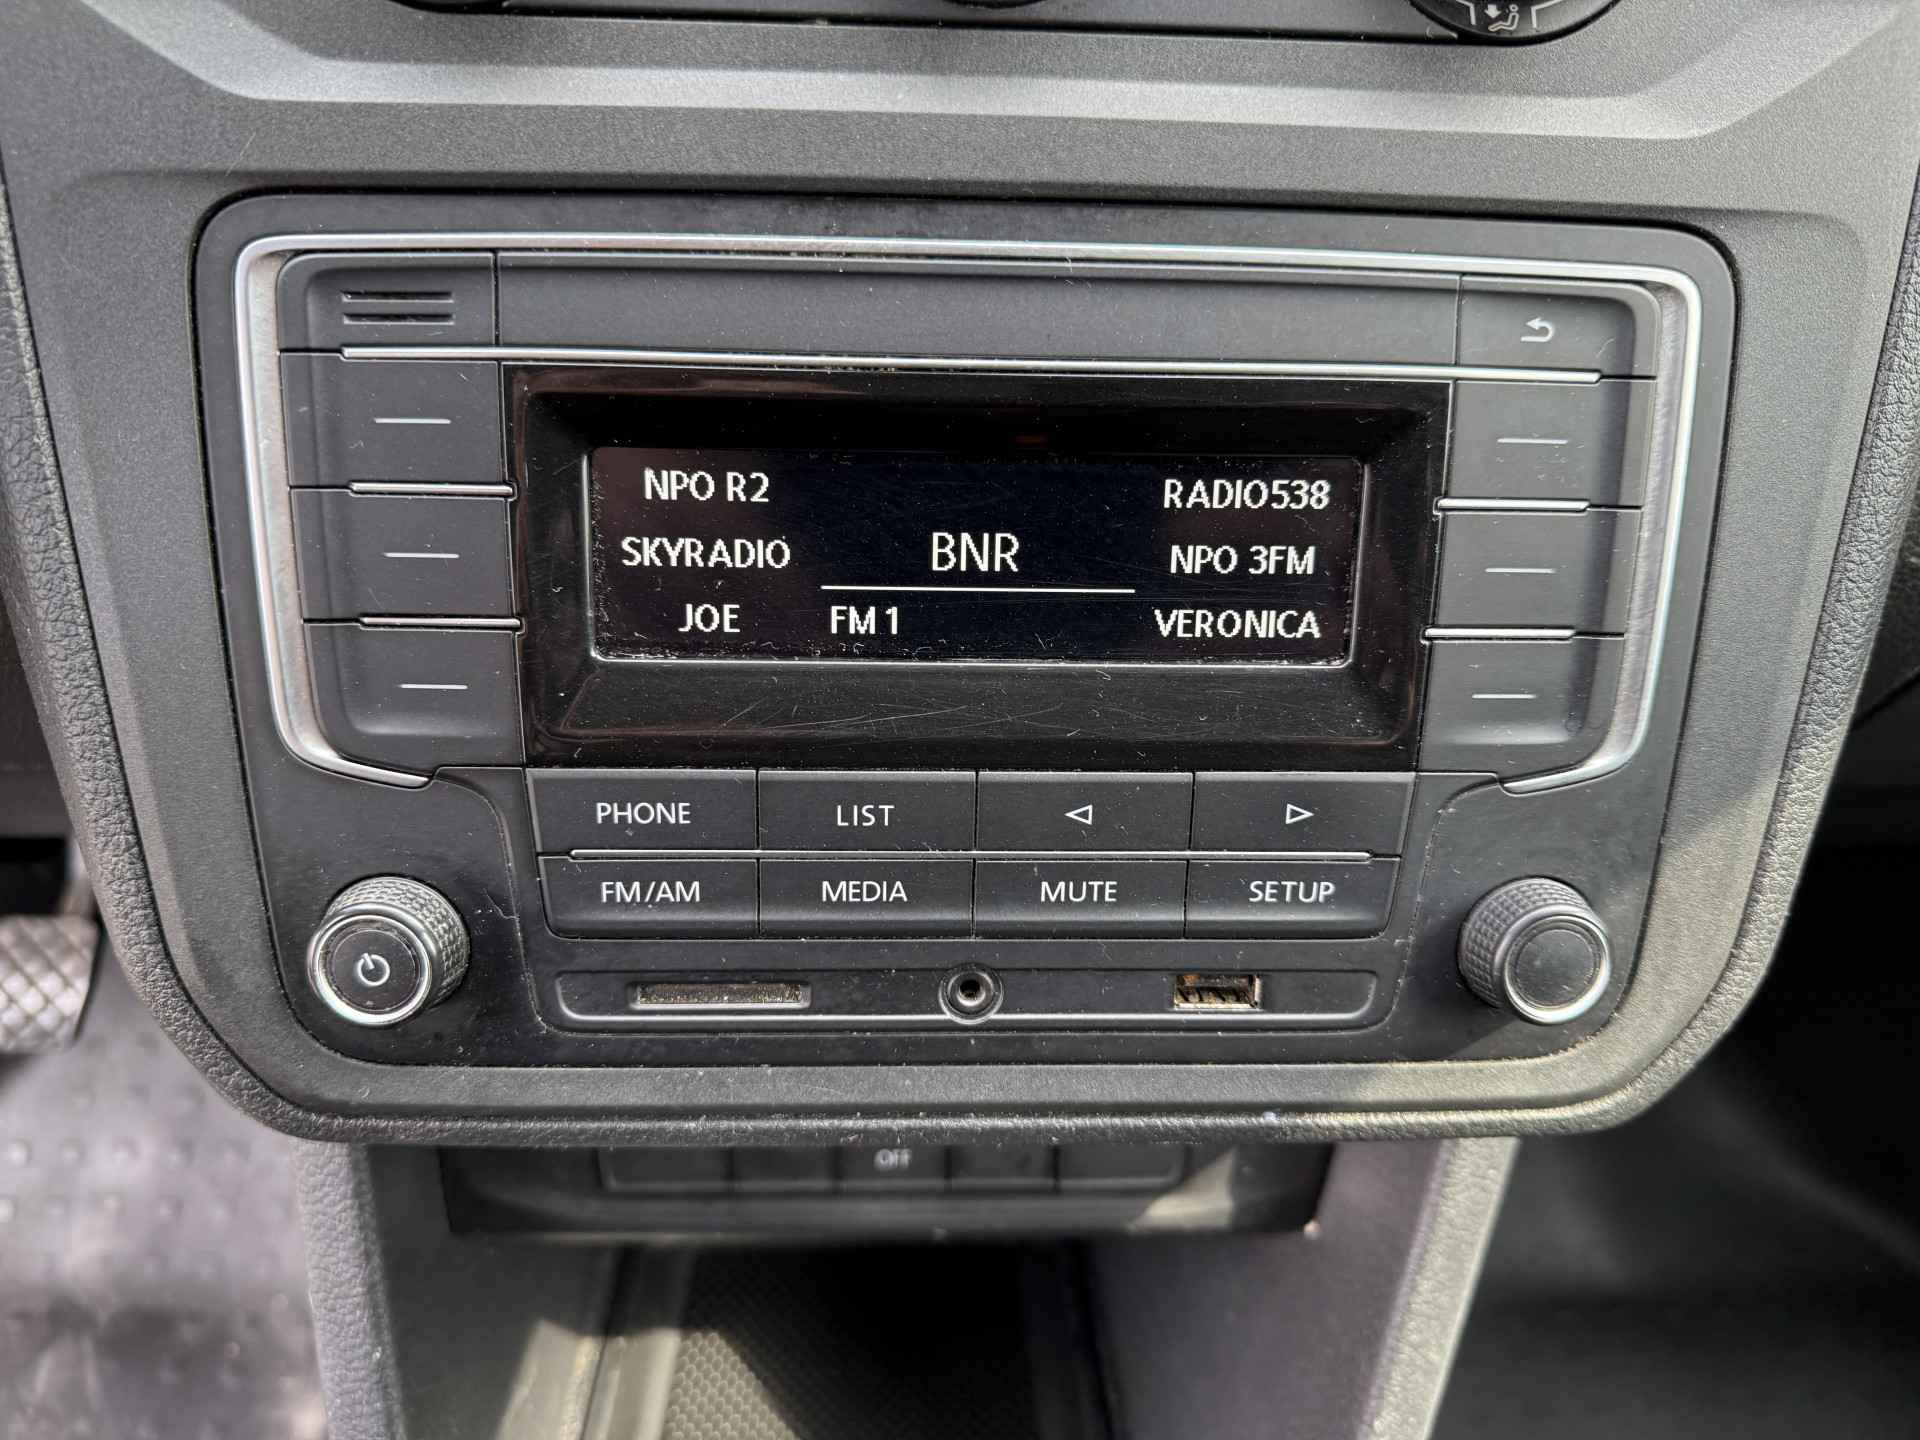 NPO R2
RADIO538
SKYRADIO
BNR
NPO 3FM
JOE
FM 1
VERONICA
PHONE
LIST
FM/AM
MEDIA
MUTE
SETUP
OFF